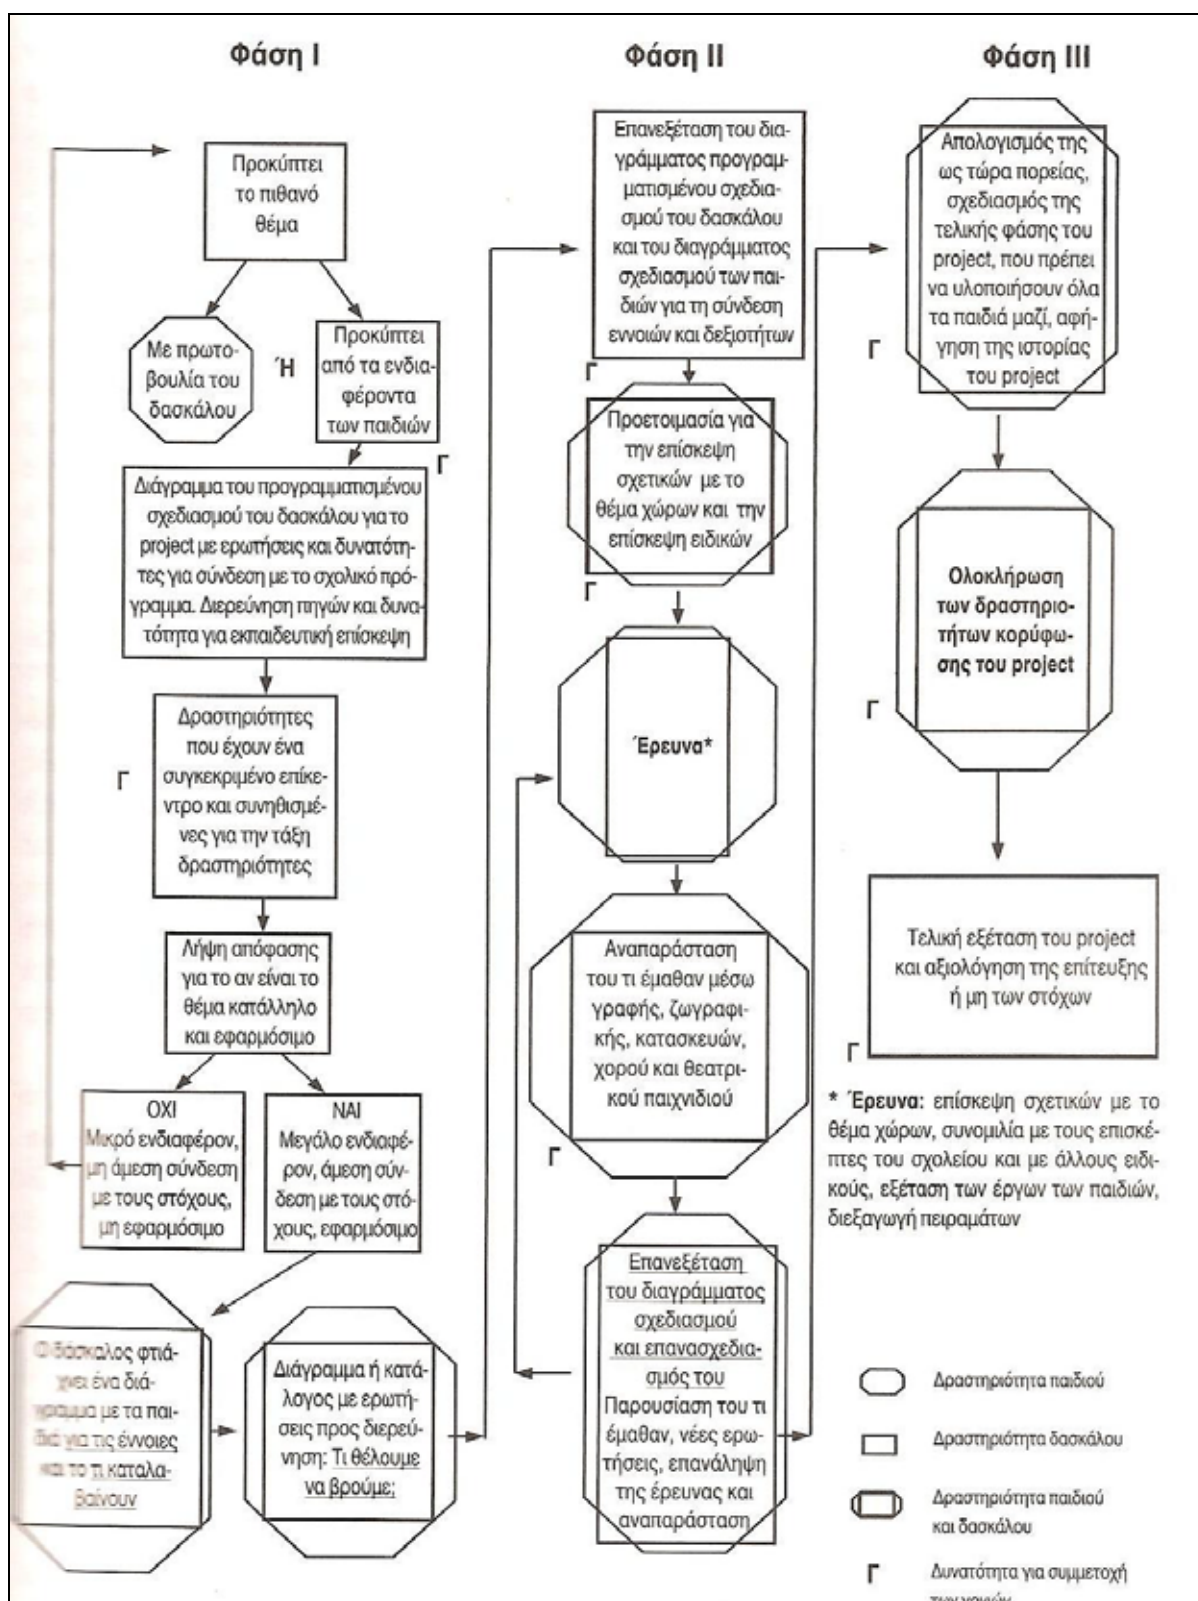 Φάση Ι
Προκύπτει
το πιθανό
θέμα
Με πρωτο-
βουλία του
δασκάλου
Ή
Προκύπτει
από τα ενδια-
φέροντα
των παιδιών
Γ
Διάγραμμα του προγραμματισμένου
σχεδιασμού του δασκάλου για το
project με ερωτήσεις και δυνατότη-
τες για σύνδεση με το σχολικό πρό-
γραμμα. Διερεύνηση πηγών και δυνα-
τότητα για εκπαιδευτική επίσκεψη
Γ
Δραστηριότητες
που έχουν ένα
συγκεκριμένο επίκε-
ντρο και συνηθισμέ-
νες για την τάξη
δραστηριότητες
Λήψη απόφασης
για το αν είναι το
θέμα κατάλληλο
και εφαρμόσιμο
ΟΧΙ
Μικρό ενδιαφέρον,
μη άμεση σύνδεση
με τους στόχους,
μη εφαρμόσιμο
ΝΑΙ
Μεγάλο ενδιαφέ-
ρον, άμεση σύν-
δεση με τους στό-
χους, εφαρμόσιμο
Ο δάσκαλος φτιά-
χνει ένα διά-
γραμμα με τα παι-
διά για τις έννοιες
και το τι καταλα-
βαίνουν
Διάγραμμα ή κατά-
λογος με ερωτή-
σεις προς διερεύ-
νηση: Τι θέλουμε
να βρούμε;
Φάση ΙΙ
Επανεξέταση του δια-
γράμματος προγραμ-
ματισμένου σχεδια-
σμού του δασκάλου
και του διαγράμματος
σχεδιασμού των παι-
διών για τη σύνδεση
εννοιών και δεξιοτήτων
Γ
Προετοιμασία για
την επίσκεψη
σχετικών με το
θέμα χώρων και την
επίσκεψη ειδικών
Γ
Έρευνα*
Αναπαράσταση
του τι έμαθαν μέσω
γραφής, ζωγραφι-
κής, κατασκευών,
χορού και θεατρι-
κού παιχνιδιού
Γ
Επανεξέταση
του διαγράμματος
σχεδιασμού
και επανασχεδια-
σμός του
Παρουσίαση του τι
έμαθαν, νέες ερω-
τήσεις, επανάληψη
της έρευνας και
αναπαράσταση
Φάση ΙΙΙ
Απολογισμός της
ως τώρα πορείας,
σχεδιασμός της
τελικής φάσης του
project, που πρέπει
να υλοποιήσουν όλα
τα παιδιά μαζί, αφή-
γηση της ιστορίας
του project
Γ
Ολοκλήρωση
των δραστηριο-
τήτων κορύφω-
σης του project
Γ
Τελική εξέταση του project
και αξιολόγηση της επίτευξης
ή μη των στόχων
Γ
* Έρευνα: επίσκεψη σχετικών με το
θέμα χώρων, συνομιλία με τους επισκέ-
πτες του σχολείου και με άλλους ειδι-
κούς, εξέταση των έργων των παιδιών,
διεξαγωγή πειραμάτων
Δραστηριότητα παιδιού
Δραστηριότητα δασκάλου
Δραστηριότητα παιδιού
και δασκάλου
Γ Δυνατότητα για συμμετοχή